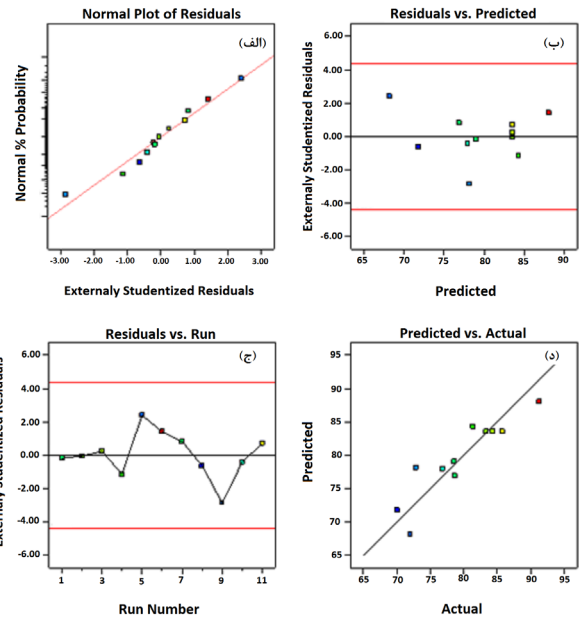 Normal Plot of Residuals
(الف)
Normal % Probability
-3.00 -2.00 -1.00 0.00 1.00 2.00 3.00
Externaly Studentized Residuals
Residuals vs. Predicted
(ب)
Externaly Studentized Residuals
6.00
4.00
2.00
0.00
-2.00
-4.00
-6.00
65 70 75 80 85 90
Predicted
Residuals vs. Run
(ج)
Externaly Studentized Residuals
6.00
4.00
2.00
0.00
-2.00
-4.00
-6.00
1 3 5 7 9 11
Run Number
Predicted vs. Actual
(د)
Predicted
95
90
85
80
75
70
65
65 70 75 80 85 90 95
Actual